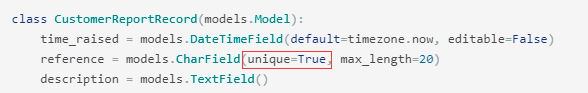 class CustomerReportRecord(models.Model):
    time_raised = models.DateTimeField(default=timezone.now, editable=False)
    reference = models.CharField(unique=True, max_length=20)
    description = models.TextField()